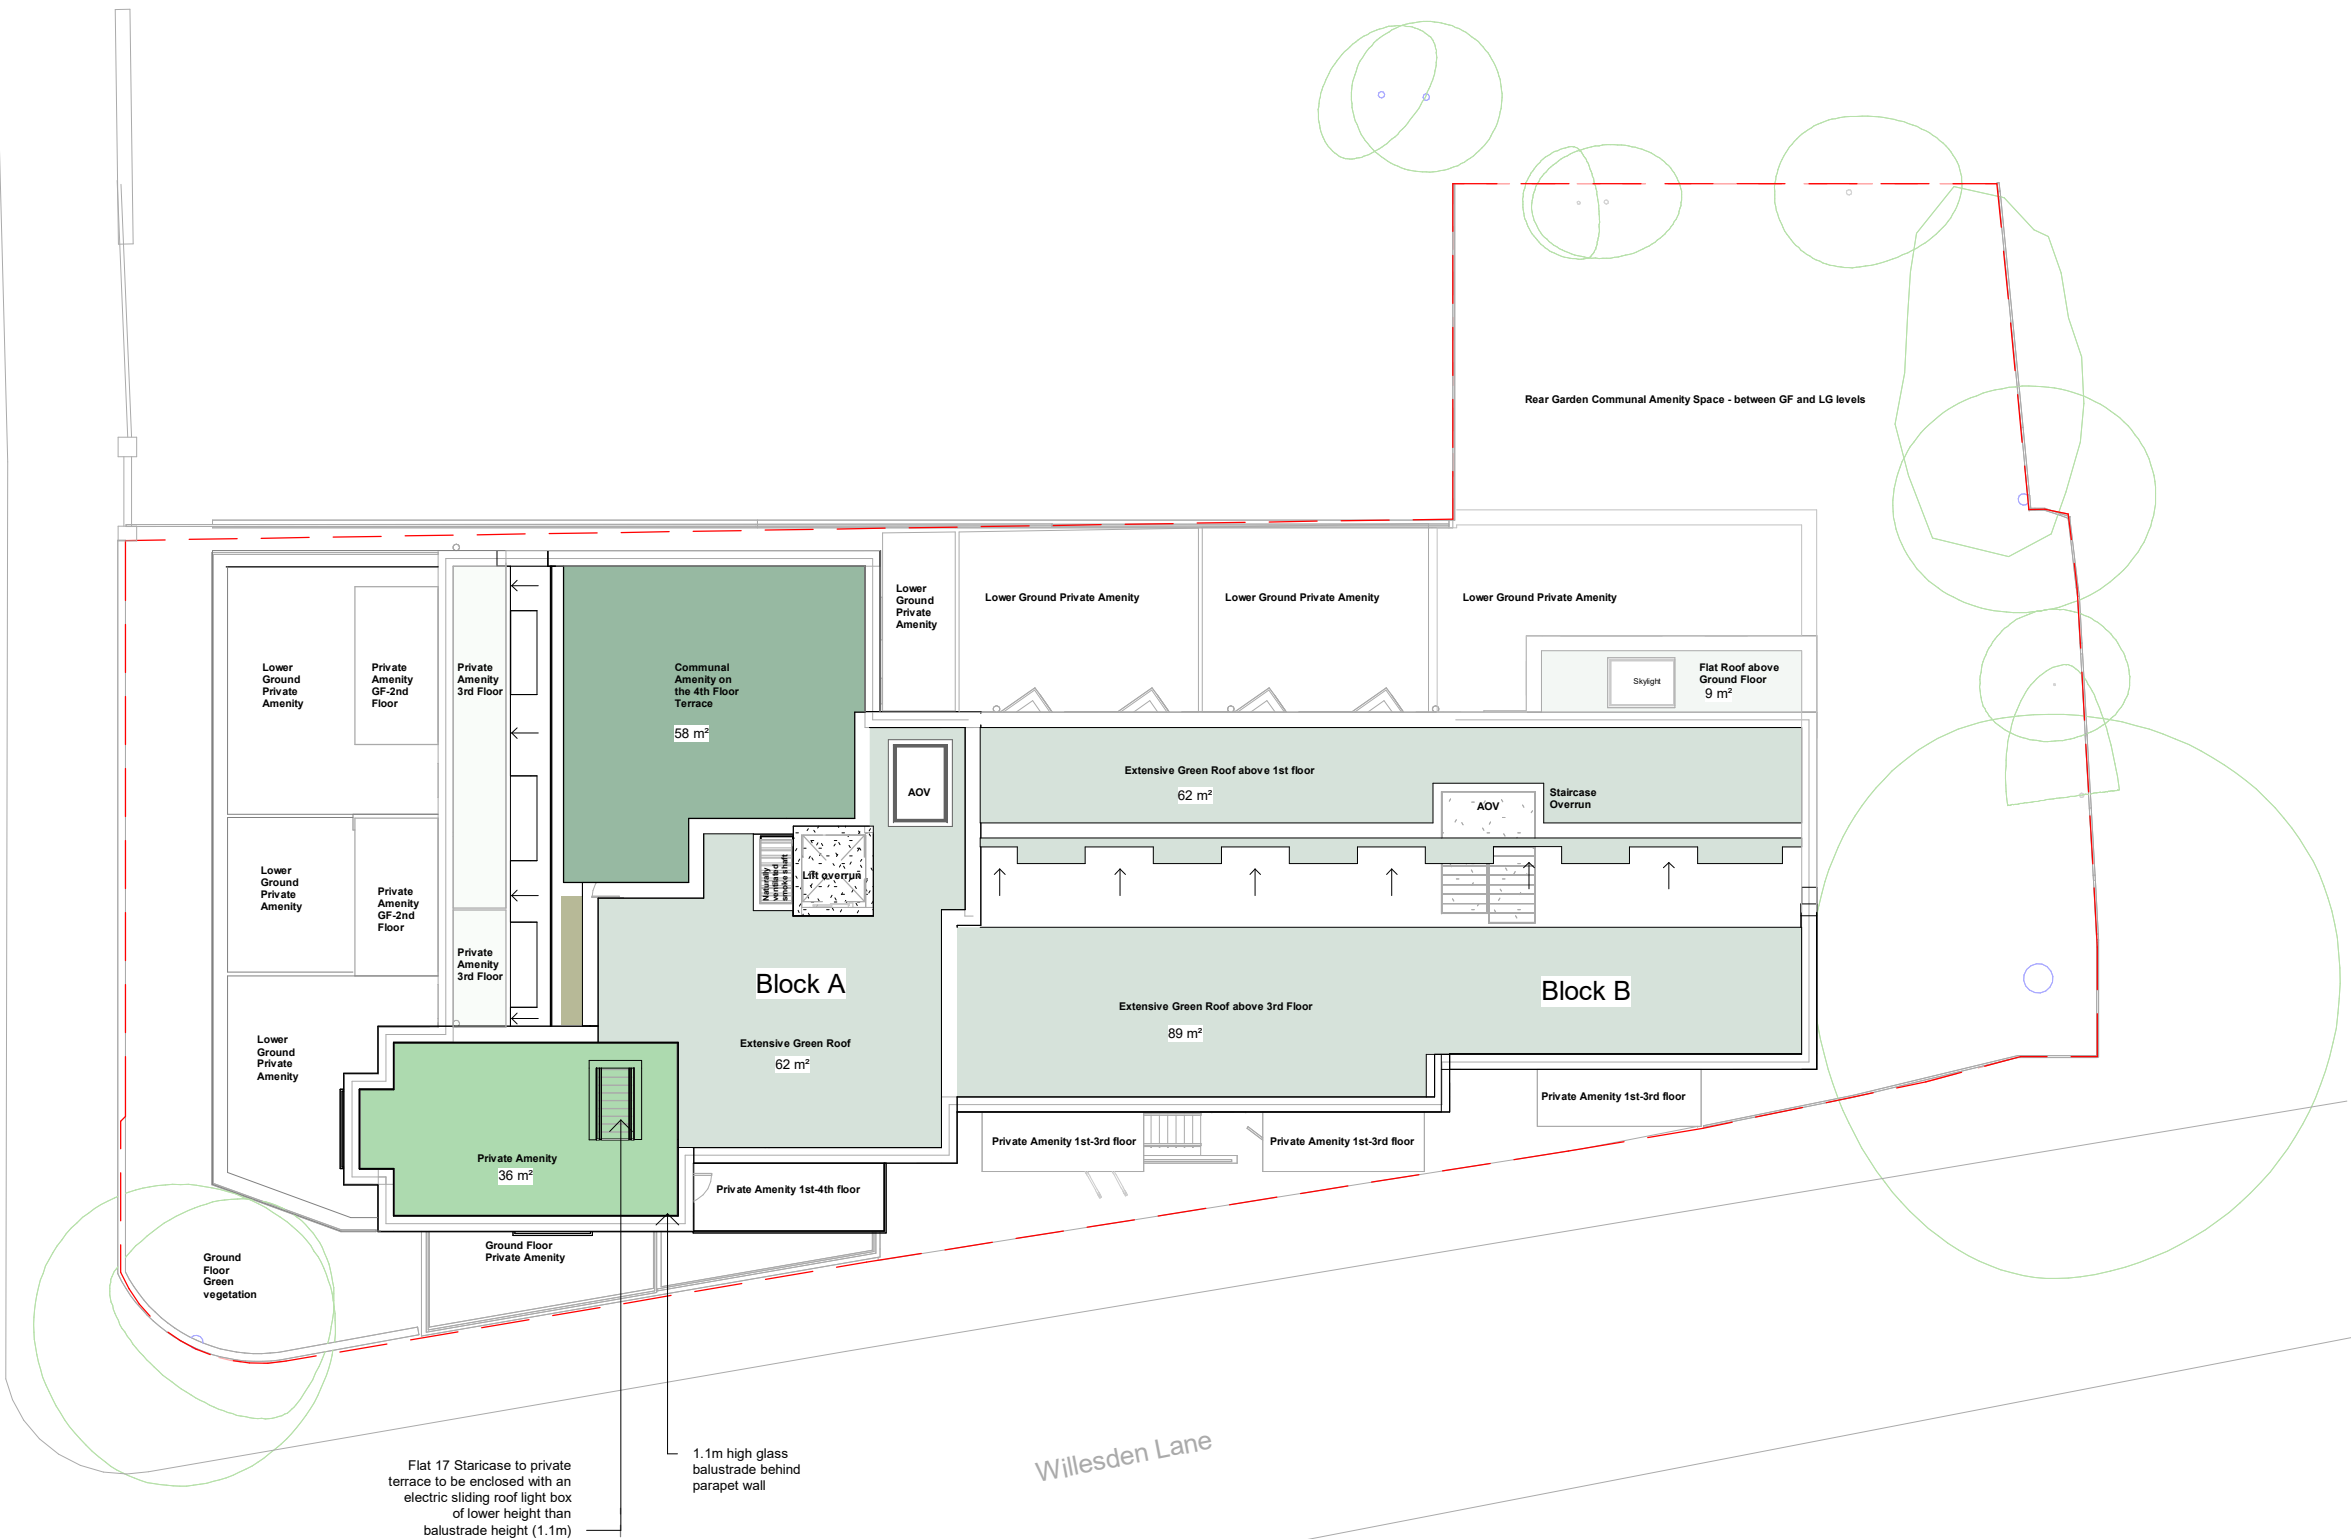 Rear Garden Communal Amenity Space - between GF and LG levels
Lower
Ground
Private
Amenity
Lower Ground Private Amenity
Lower Ground Private Amenity
Lower Ground Private Amenity
Lower
Ground
Private
Amenity
Private
Amenity
GF-2nd
Floor
Private
Amenity
3rd Floor
Communal
Amenity on
the 4th Floor
Terrace
58 m²
Skylight
Flat Roof above
Ground Floor
9 m²
AOV
Extensive Green Roof above 1st floor
62 m²
AOV
Staircase
Overrun
Naturally
ventilated
smoke shaft
Lift overrun
Lower
Ground
Private
Amenity
Private
Amenity
GF-2nd
Floor
Private
Amenity
3rd Floor
Block A
Block B
Extensive Green Roof above 3rd Floor
89 m²
Extensive Green Roof
62 m²
Lower
Ground
Private
Amenity
Private Amenity
36 m²
Private Amenity 1st-3rd floor
Private Amenity 1st-3rd floor
Private Amenity 1st-3rd floor
Private Amenity 1st-4th floor
Ground Floor
Private Amenity
Ground
Floor
Green
vegetation
Willesden Lane
1.1m high glass
balustrade behind
parapet wall
Flat 17 Staricase to private
terrace to be enclosed with an
electric sliding roof light box
of lower height than
balustrade height (1.1m)